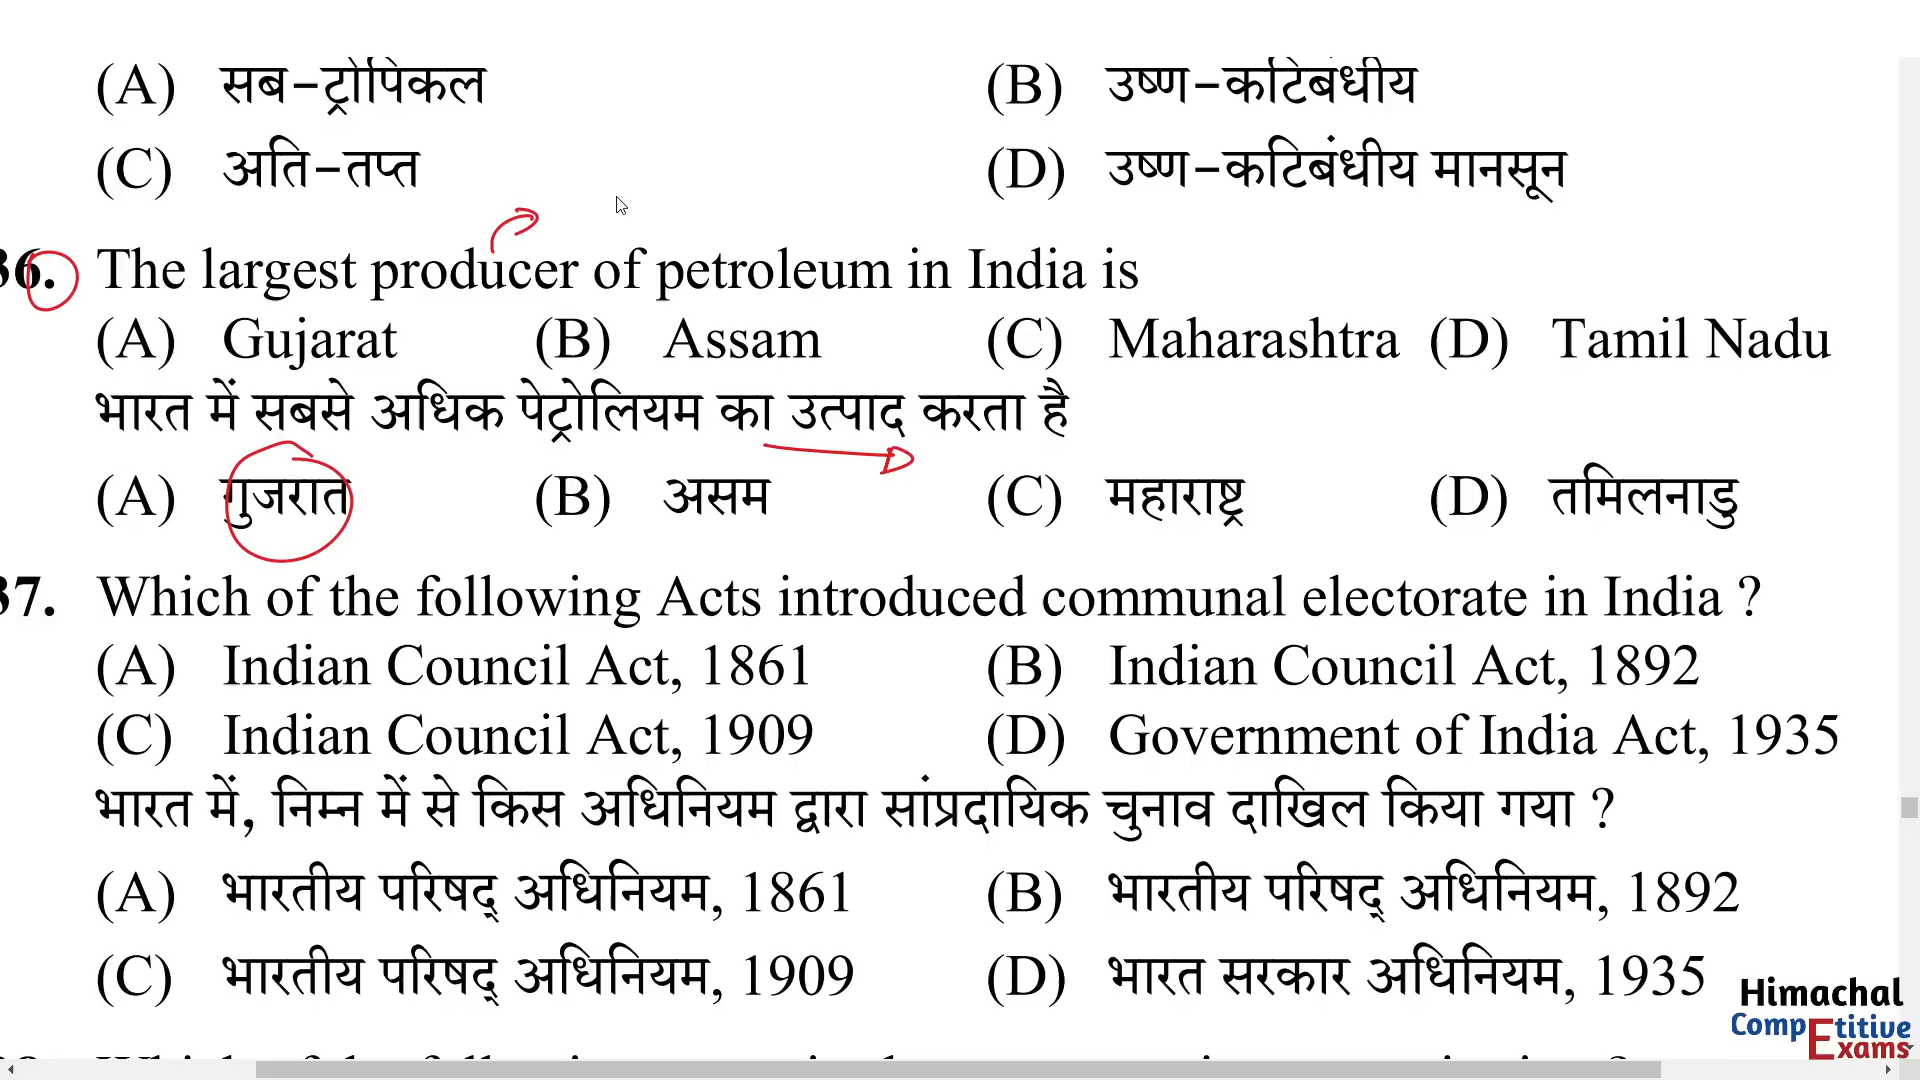 (A) सब-ट्रोपिकल (B) उष्ण-कटिबंधीय
(C) अति-तप्त (D) उष्ण-कटिबंधीय मानसून
36. The largest producer of petroleum in India is
(A) Gujarat (B) Assam (C) Maharashtra (D) Tamil Nadu
भारत में सबसे अधिक पेट्रोलियम का उत्पाद करता है
(A) गुजरात (B) असम (C) महाराष्ट्र (D) तमिलनाडु
37. Which of the following Acts introduced communal electorate in India ?
(A) Indian Council Act, 1861 (B) Indian Council Act, 1892
(C) Indian Council Act, 1909 (D) Government of India Act, 1935
भारत में, निम्न में से किस अधिनियम द्वारा सांप्रदायिक चुनाव दाखिल किया गया ?
(A) भारतीय परिषद् अधिनियम, 1861 (B) भारतीय परिषद् अधिनियम, 1892
(C) भारतीय परिषद् अधिनियम, 1909 (D) भारत सरकार अधिनियम, 1935
Himachal
CompEtitive
Exams